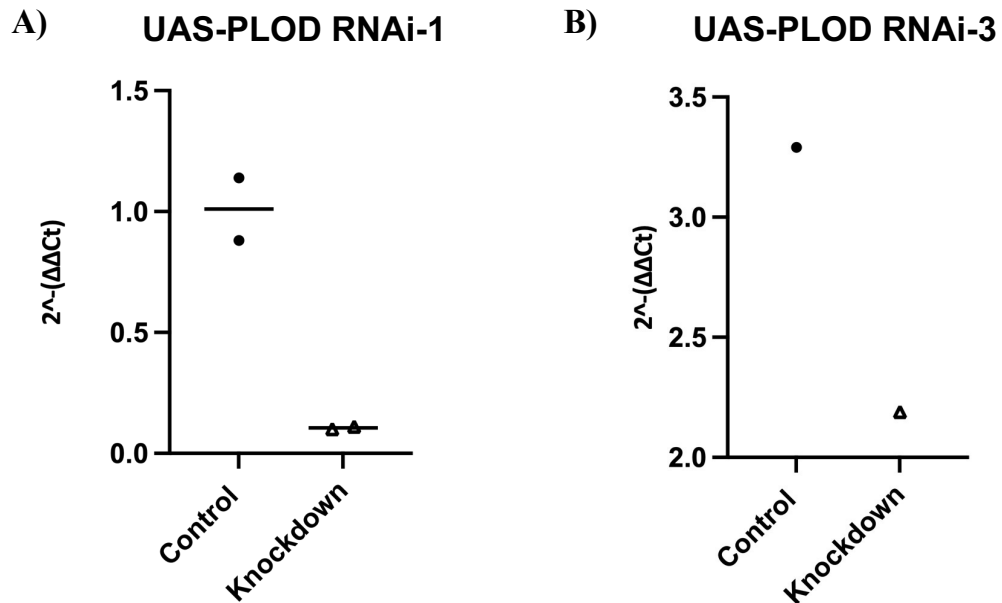 A)
UAS-PLOD RNAi-1
1.5
1.0
0.5
0.0
2^-(ΔΔCt)
Control
Knockdown
B)
UAS-PLOD RNAi-3
3.5
3.0
2.5
2.0
2^-(ΔΔCt)
Control
Knockdown